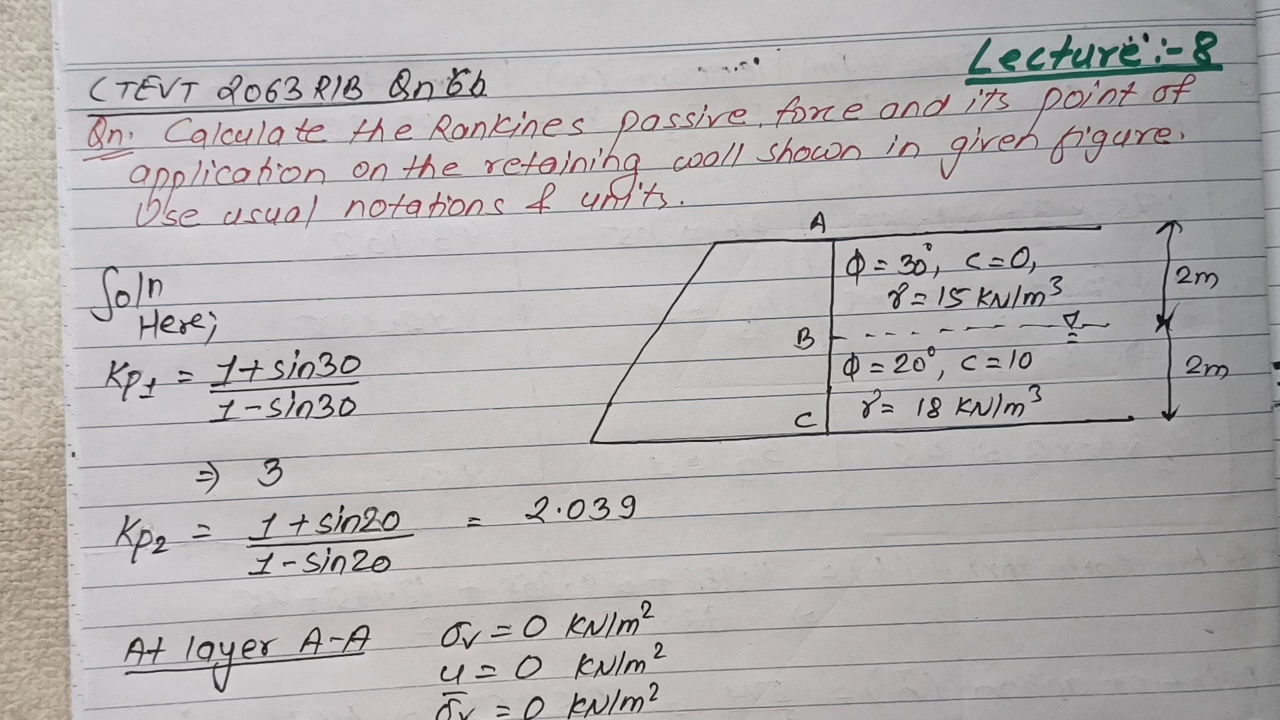 Lecture :- 8
CTEVT 2063 R/B Qn 5b
Qn. Calculate the Rankines passive force and its point of
application on the retaining wall shown in given figure.
Use usual notations & units.
Soln
Here;
Kp1 = 1+sin30 / 1-sin30
⇒ 3
Kp2 = 1+sin20 / 1-sin20 = 2.039
A
ϕ = 30°, c = 0,
γ = 15 KN/m³
2m
B
ϕ = 20°, c = 10
γ = 18 KN/m³
2m
C
At layer A-A
σv = 0 KN/m²
u = 0 KN/m²
σ̅v = 0 KN/m²